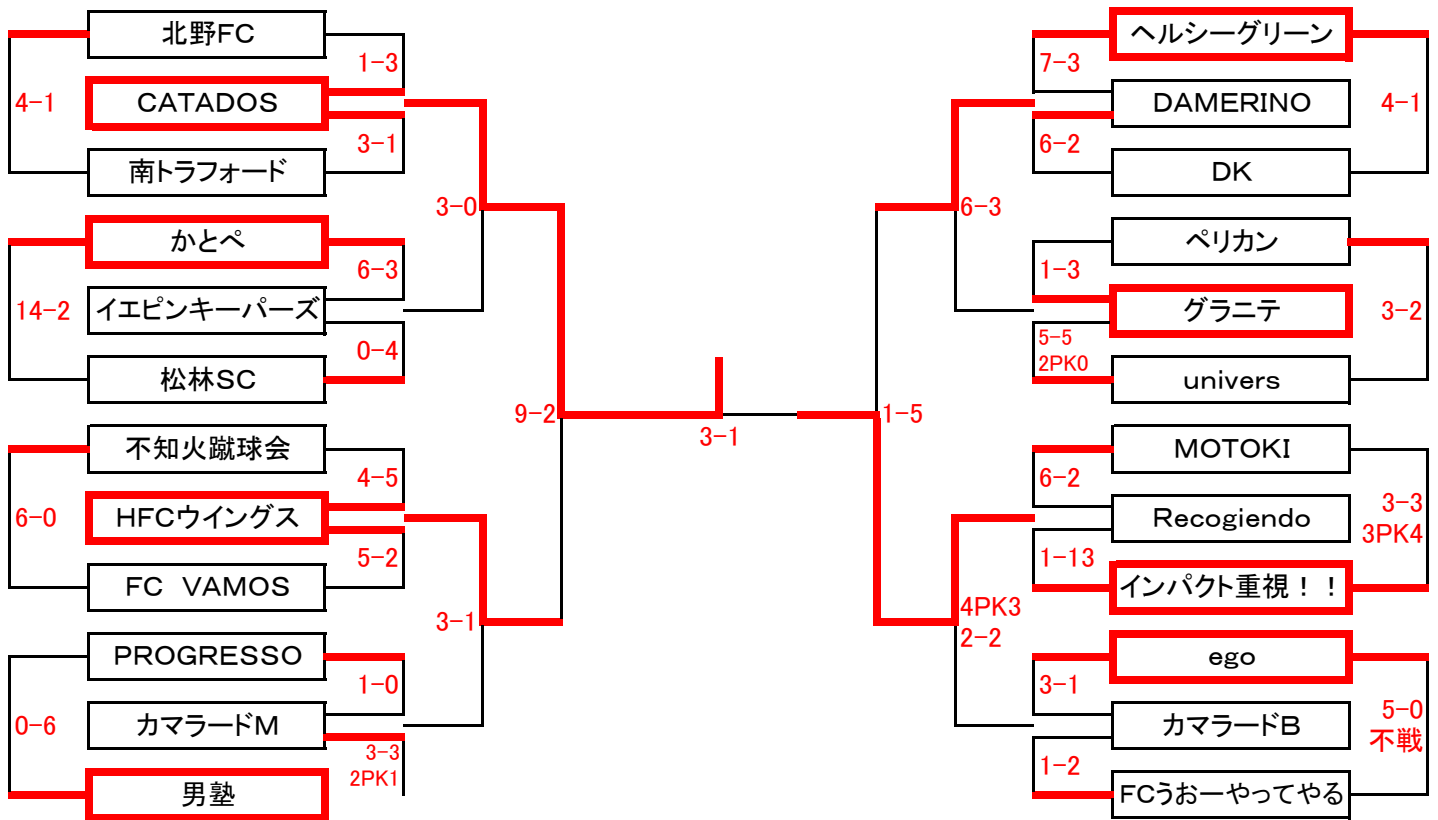 北野FC
1-3
4-1
CATADOS
3-1
南トラフォード
3-0
かとペ
6-3
14-2
イエピンキーパーズ
0-4
松林SC
9-2
不知火蹴球会
4-5
6-0
HFCウイングス
5-2
FC VAMOS
3-1
PROGRESSO
1-0
0-6
カマラードM
3-3
2PK1
男塾
3-1
ヘルシーグリーン
7-3
DAMERINO
4-1
6-2
DK
6-3
ペリカン
1-3
グラニテ
3-2
5-5
2PK0
univers
1-5
MOTOKI
6-2
Recogiendo
3-3
3PK4
1-13
インパクト重視！！
4PK3
2-2
ego
3-1
カマラードB
5-0
不戦
1-2
FCうおーやってやる